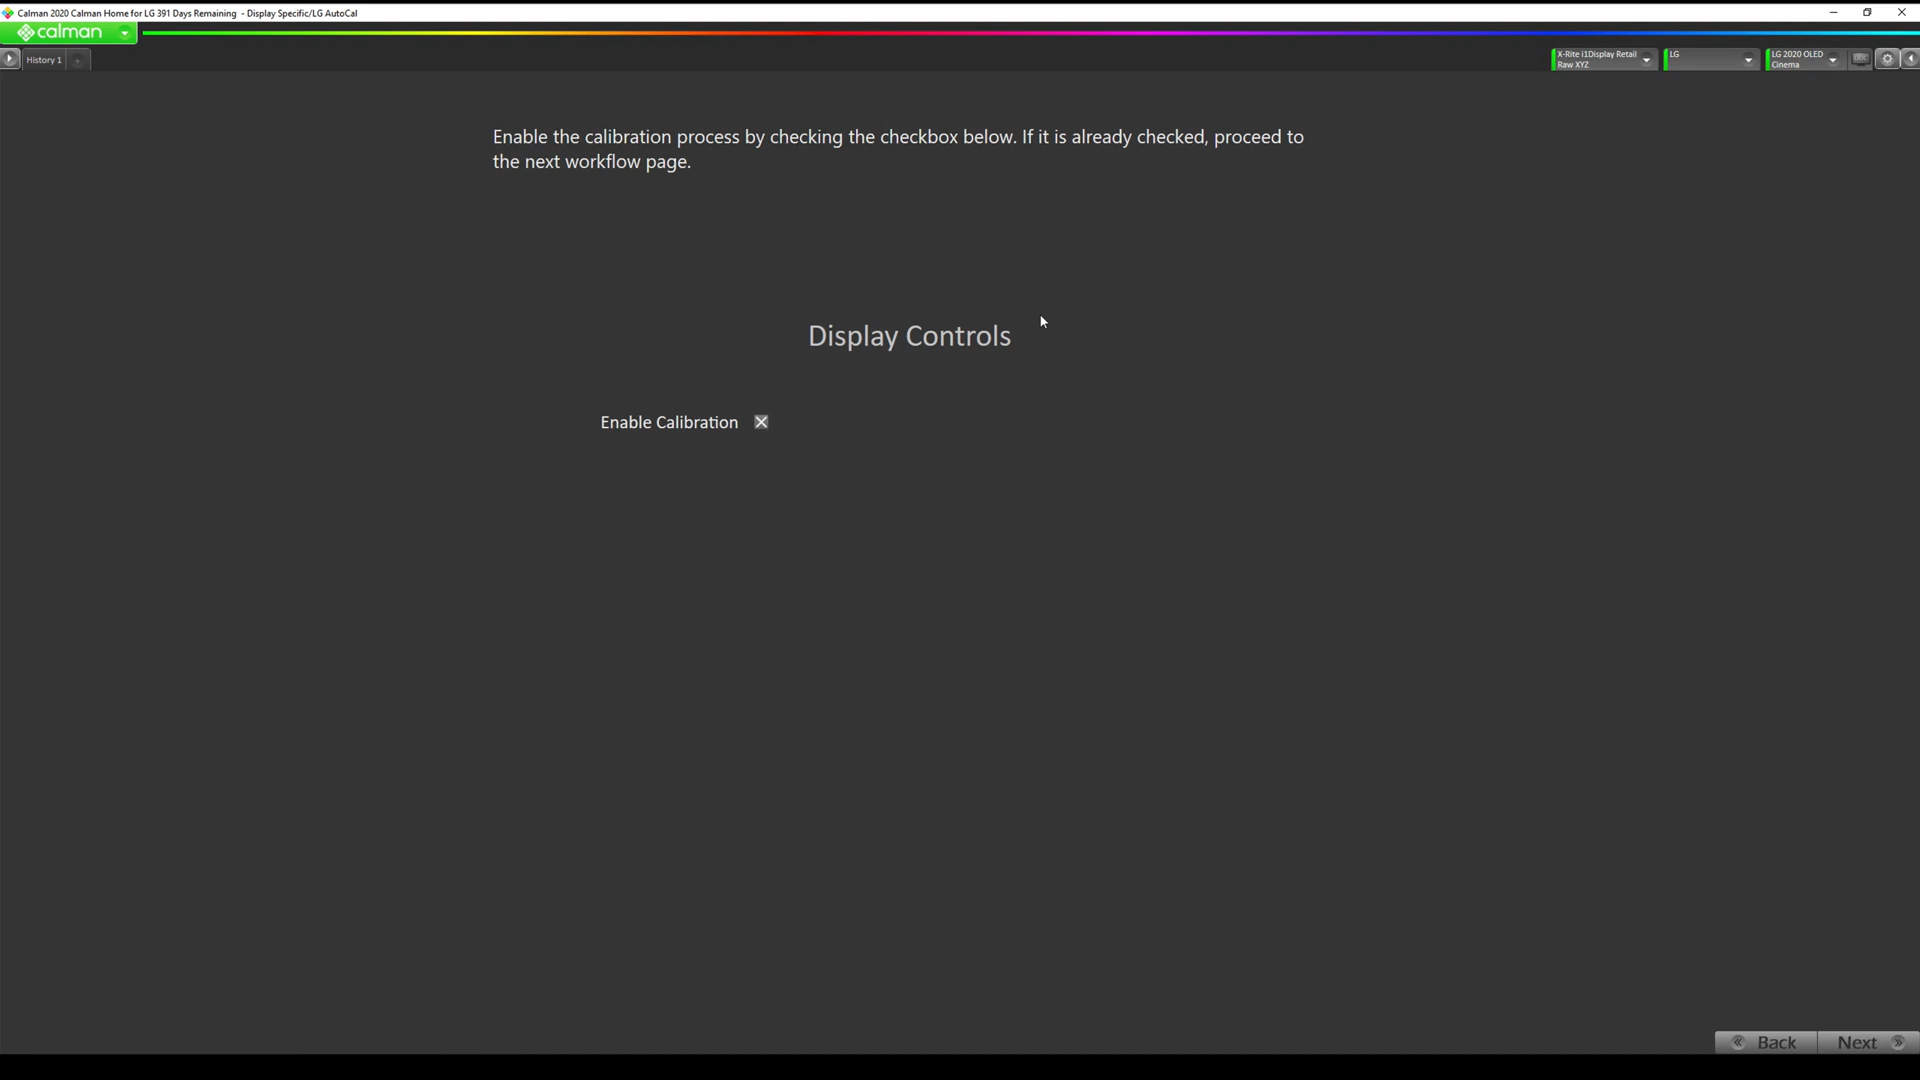 Calman 2020 Calman Home for LG 391 Days Remaining - Display Specific/LG AutoCal
calman
History 1
X-Rite i1Display Retail
Raw XYZ
LG
LG 2020 OLED
Cinema
Enable the calibration process by checking the checkbox below. If it is already checked, proceed to
the next workflow page.
Display Controls
Enable Calibration
Back
Next